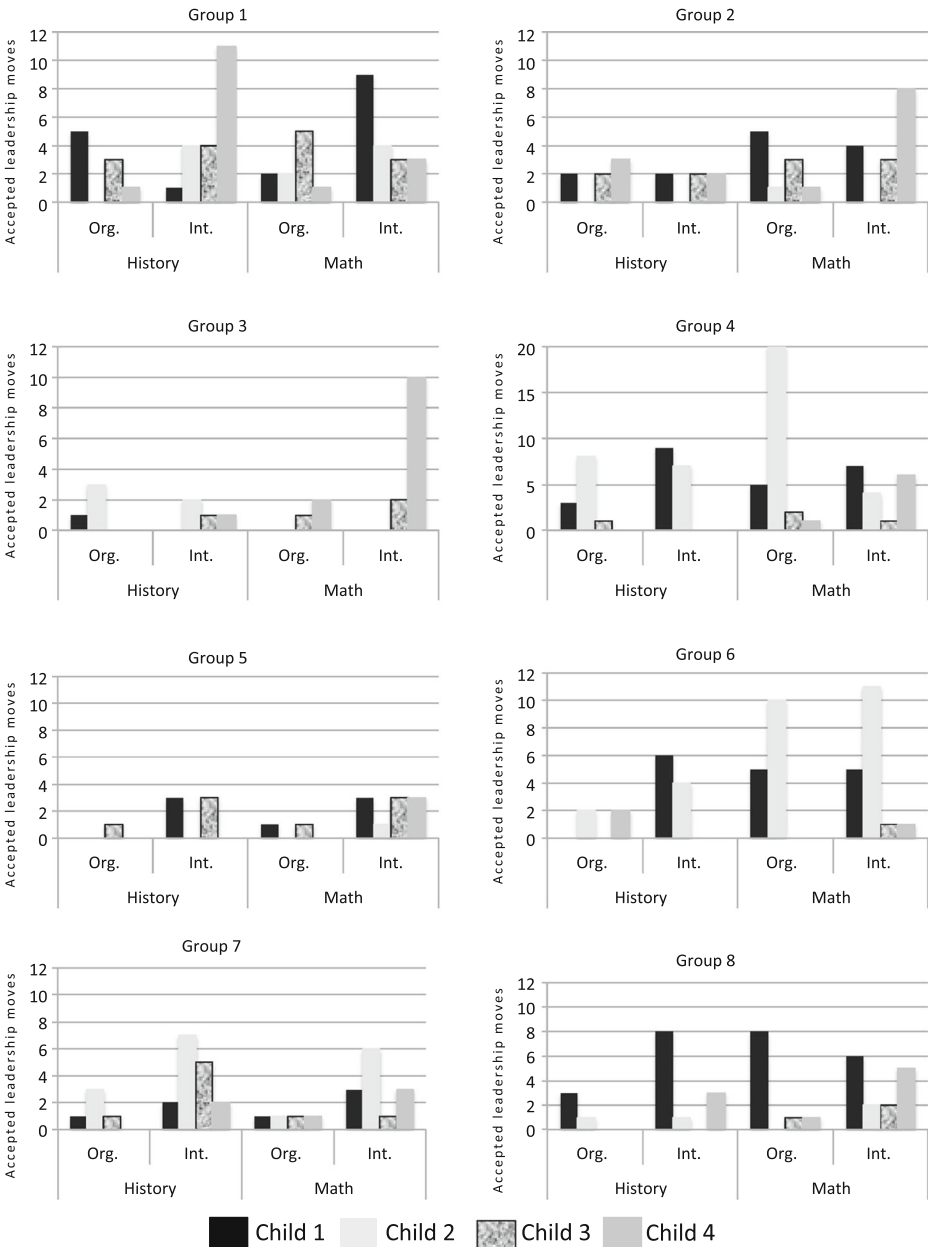 Group 1
Accepted leadership moves
12
10
8
6
4
2
0
Org.
Int.
Org.
Int.
History
Math
Group 2
Accepted leadership moves
12
10
8
6
4
2
0
Org.
Int.
Org.
Int.
History
Math
Group 3
Accepted leadership moves
12
10
8
6
4
2
0
Org.
Int.
Org.
Int.
History
Math
Group 4
Accepted leadership moves
20
15
10
5
0
Org.
Int.
Org.
Int.
History
Math
Group 5
Accepted leadership moves
12
10
8
6
4
2
0
Org.
Int.
Org.
Int.
History
Math
Group 6
Accepted leadership moves
12
10
8
6
4
2
0
Org.
Int.
Org.
Int.
History
Math
Group 7
Accepted leadership moves
12
10
8
6
4
2
0
Org.
Int.
Org.
Int.
History
Math
Group 8
Accepted leadership moves
12
10
8
6
4
2
0
Org.
Int.
Org.
Int.
History
Math
Child 1 Child 2 Child 3 Child 4